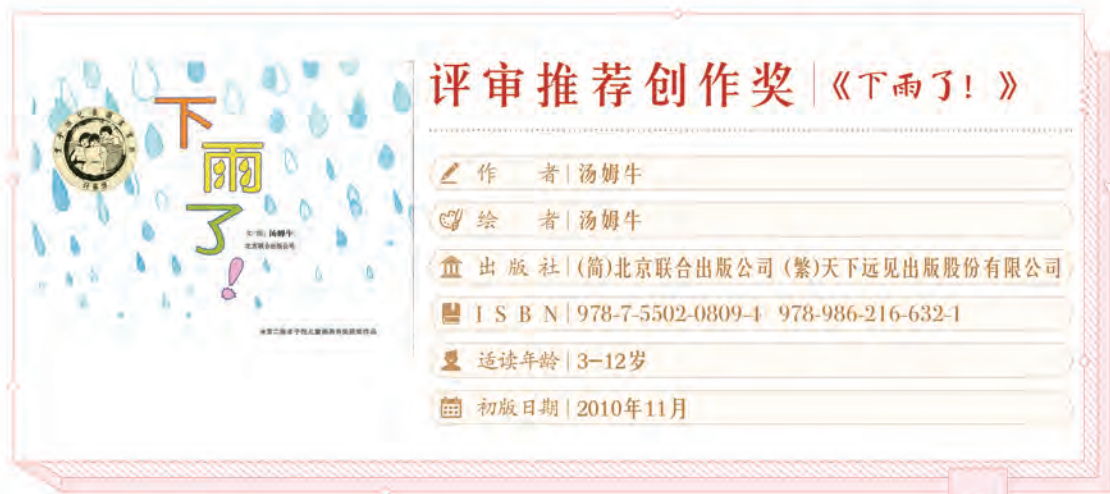 评审推荐创作奖《下雨了！》
作 者 汤姆牛
绘 者 汤姆牛
出版社 (简)北京联合出版公司 (繁)天下远见出版股份有限公司
ISBN 978-7-5502-0809-4 978-986-216-632-1
适读年龄 3-12岁
初版日期 2010年11月
下
雨
了
!
文·图 汤姆牛
北京联合出版公司